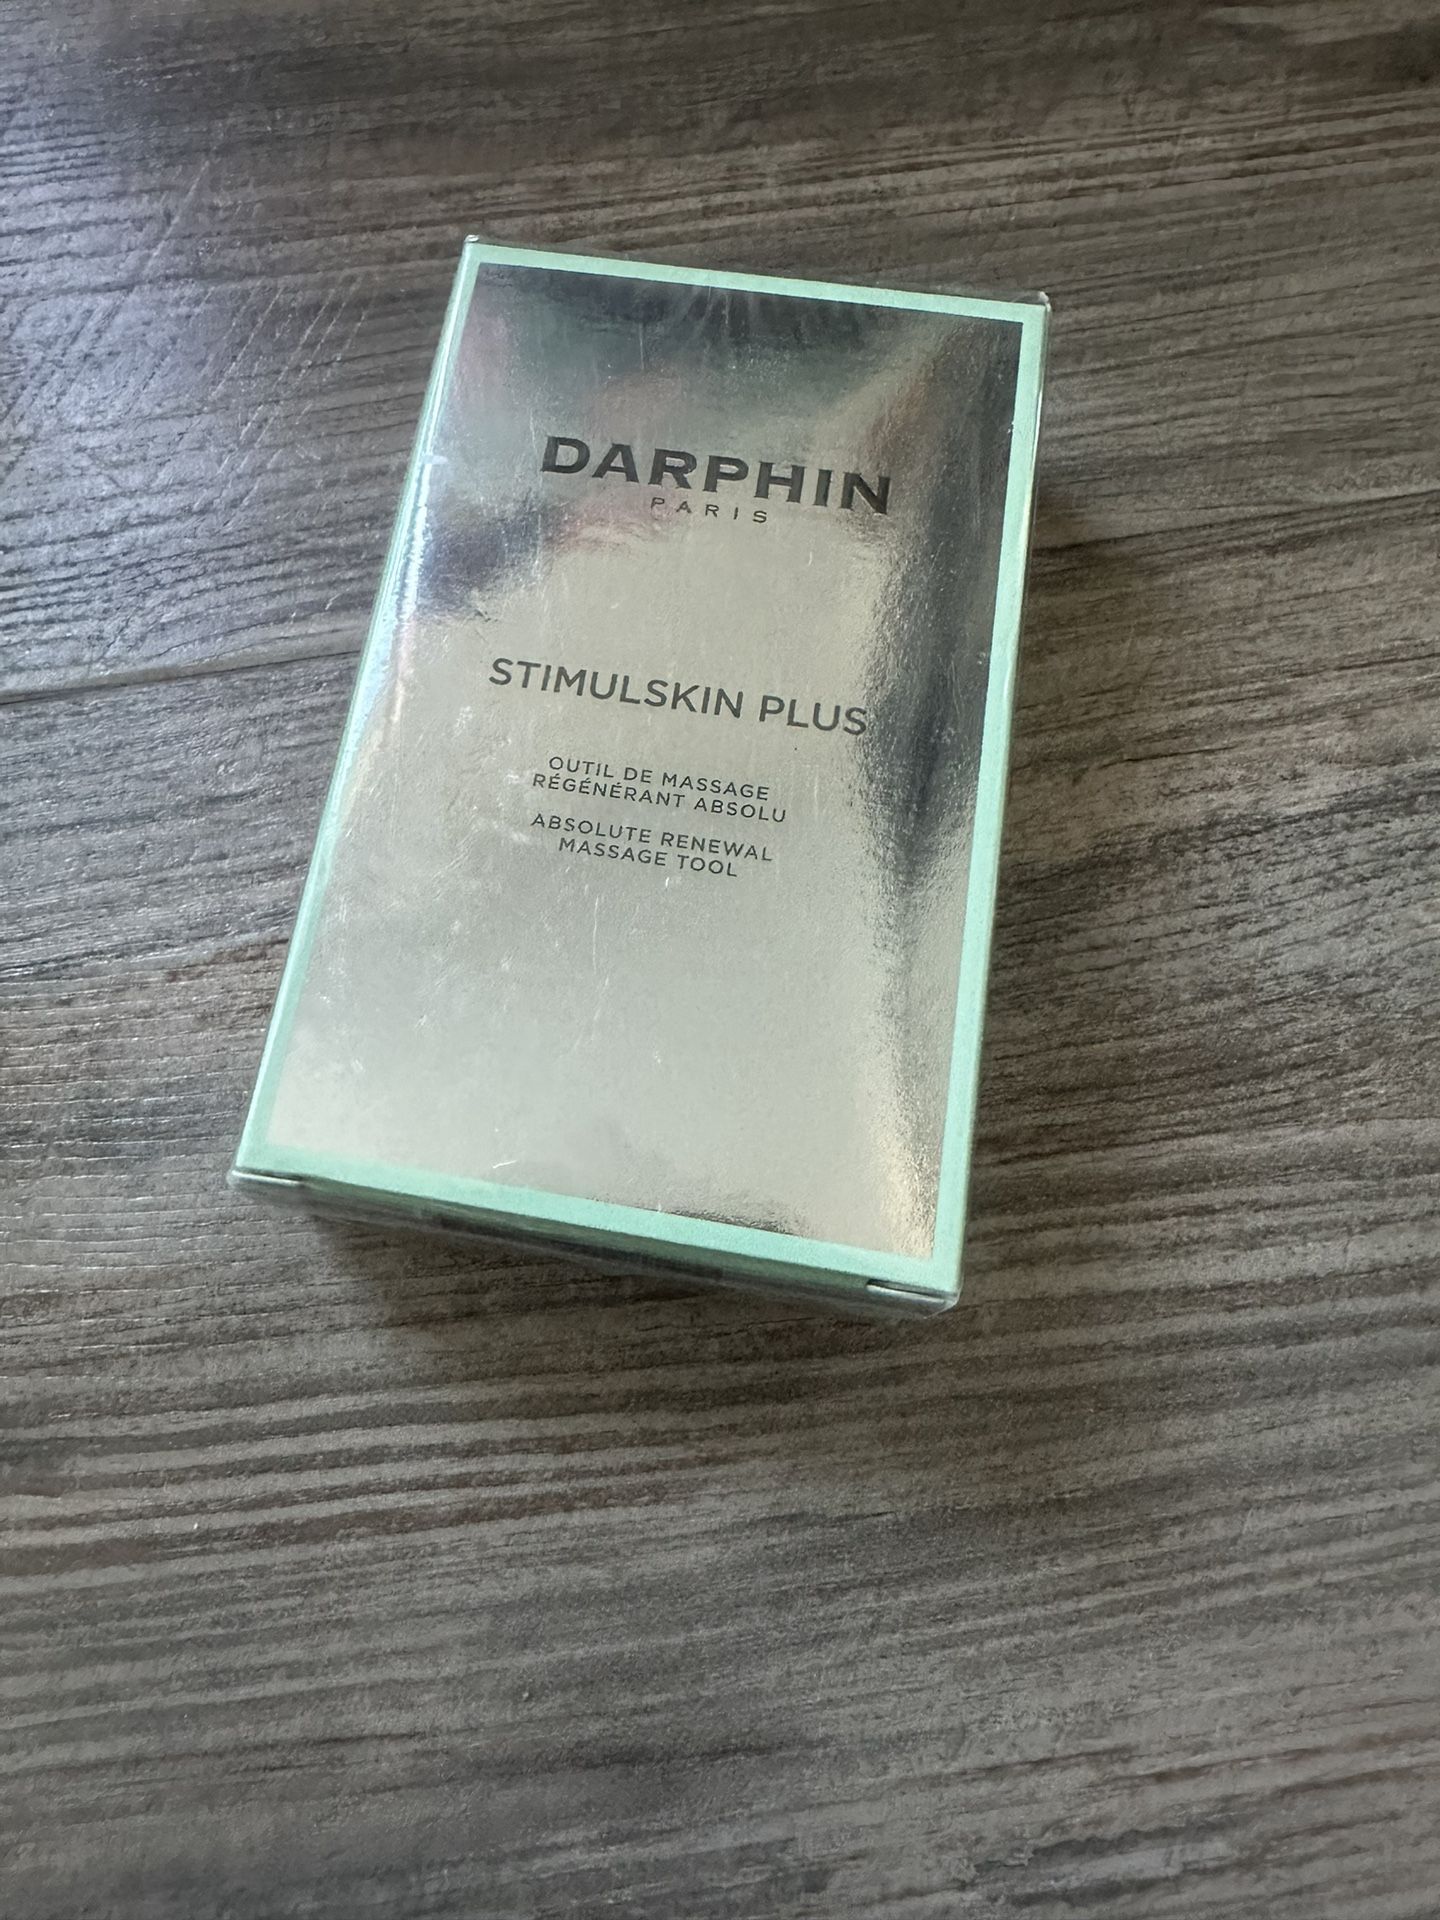 DARPHIN
PARIS
STIMULSKIN PLUS
OUTIL DE MASSAGE
RÉGÉNÉRANT ABSOLU
ABSOLUTE RENEWAL
MASSAGE TOOL